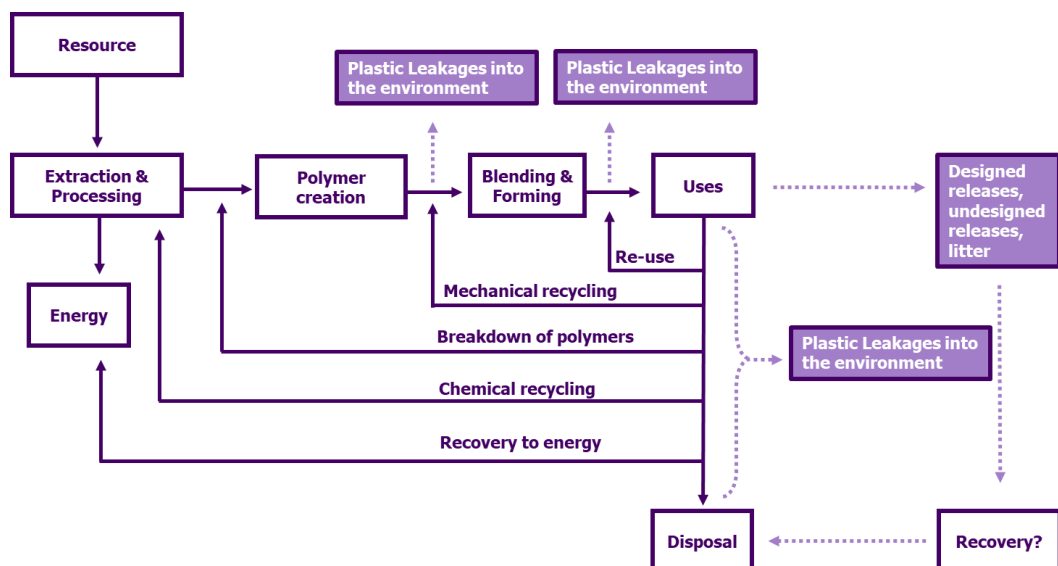 Resource
Plastic Leakages into
the environment
Plastic Leakages into
the environment
Extraction &
Processing
Polymer
creation
Blending &
Forming
Uses
Designed
releases,
undesigned
releases,
litter
Re-use
Energy
Mechanical recycling
Breakdown of polymers
Plastic Leakages into
the environment
Chemical recycling
Recovery to energy
Disposal
Recovery?